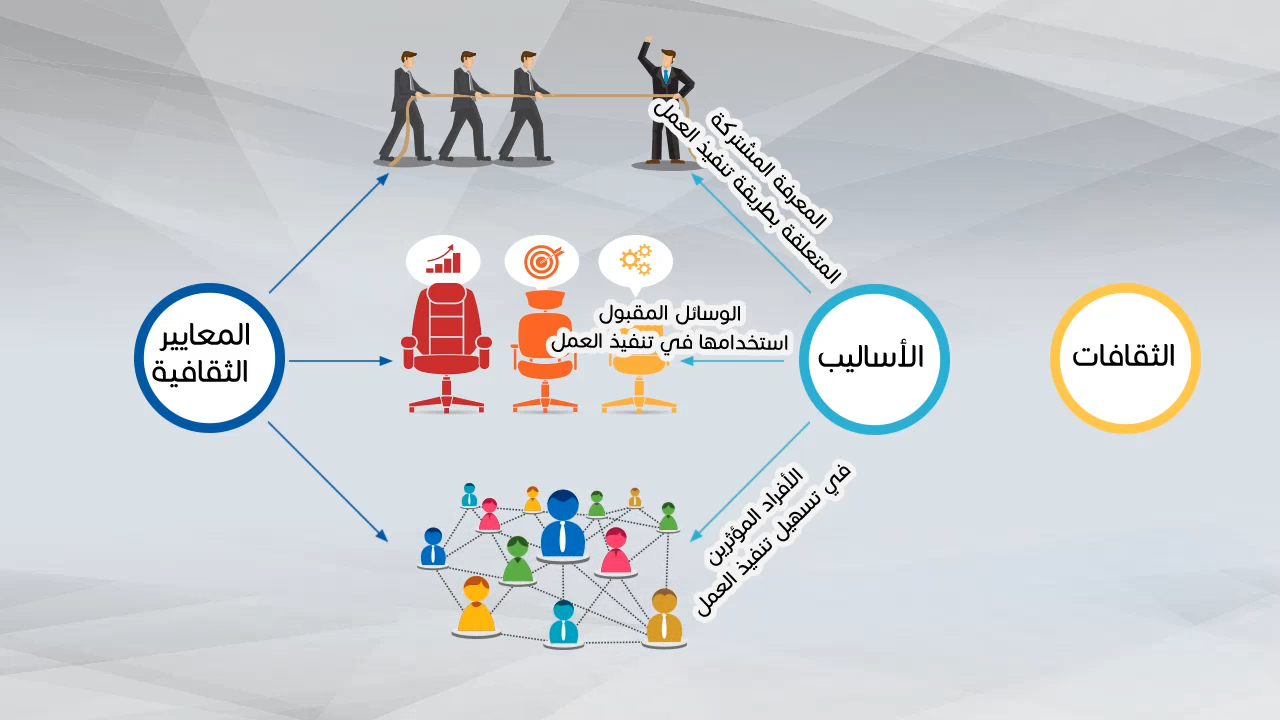 الثقافات
الأساليب
المعرفة المشتركة
المتعلقة بطريقة تنفيذ العمل
الوسائل المقبول
استخدامها في تنفيذ العمل
الأفراد المؤثرين
في تسهيل تنفيذ العمل
المعايير
الثقافية